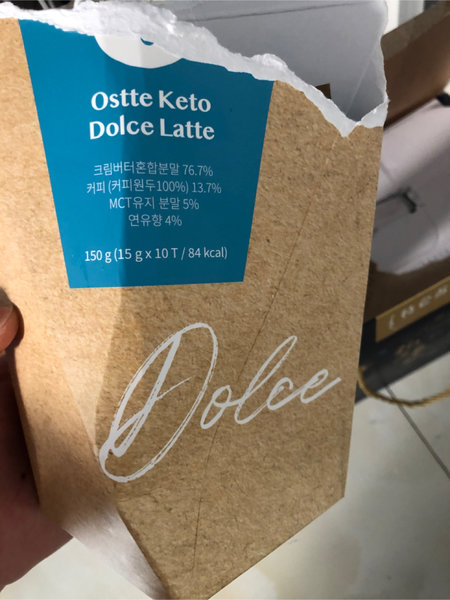 Ostte Keto
Dolce Latte
크림버터혼합분말 76.7%
커피 (커피원두100%) 13.7%
MCT유지 분말 5%
연유향 4%
150 g (15 g x 10 T / 84 kcal)
Dolce